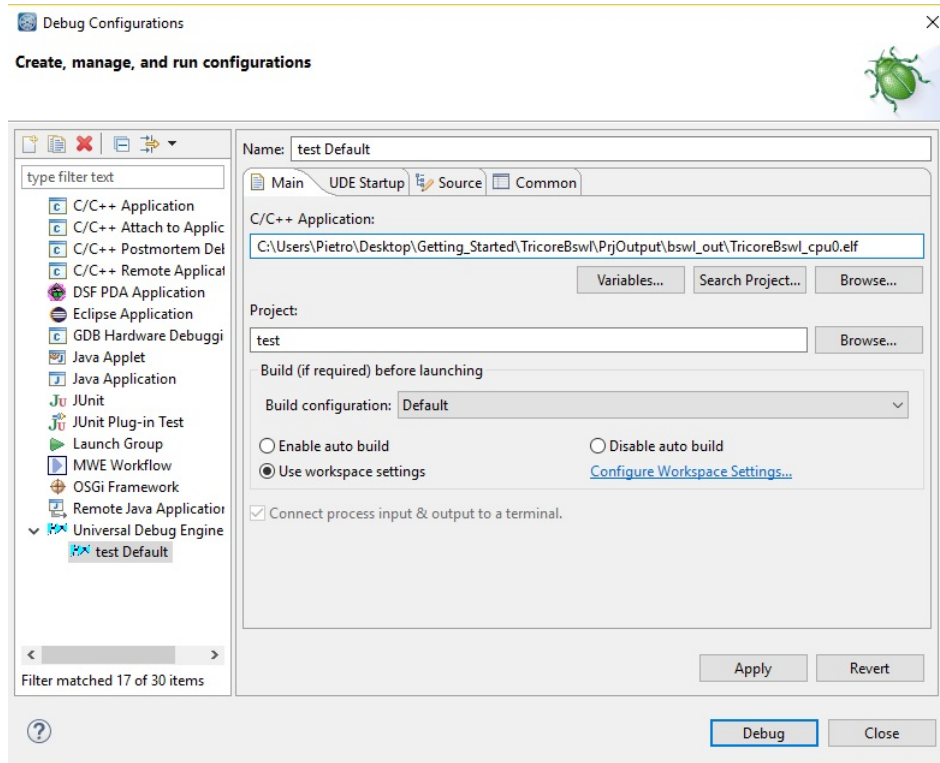 Debug Configurations
Create, manage, and run configurations
type filter text
C/C++ Application
C/C++ Attach to Applic
C/C++ Postmortem Del
C/C++ Remote Applicat
DSF PDA Application
Eclipse Application
GDB Hardware Debuggi
Java Applet
Java Application
Ju JUnit
JUnit Plug-in Test
Launch Group
MWE Workflow
OSGi Framework
Remote Java Application
Universal Debug Engine
test Default
Filter matched 17 of 30 items
Name: test Default
Main UDE Startup Source Common
C/C++ Application:
C:\Users\Pietro\Desktop\Getting_Started\TricoreBswl\PrjOutput\bswl_out\TricoreBswl_cpu0.elf
Variables... Search Project... Browse...
Project:
test Browse...
Build (if required) before launching
Build configuration: Default
Enable auto build Disable auto build
Use workspace settings Configure Workspace Settings...
Connect process input & output to a terminal.
Apply Revert
Debug Close